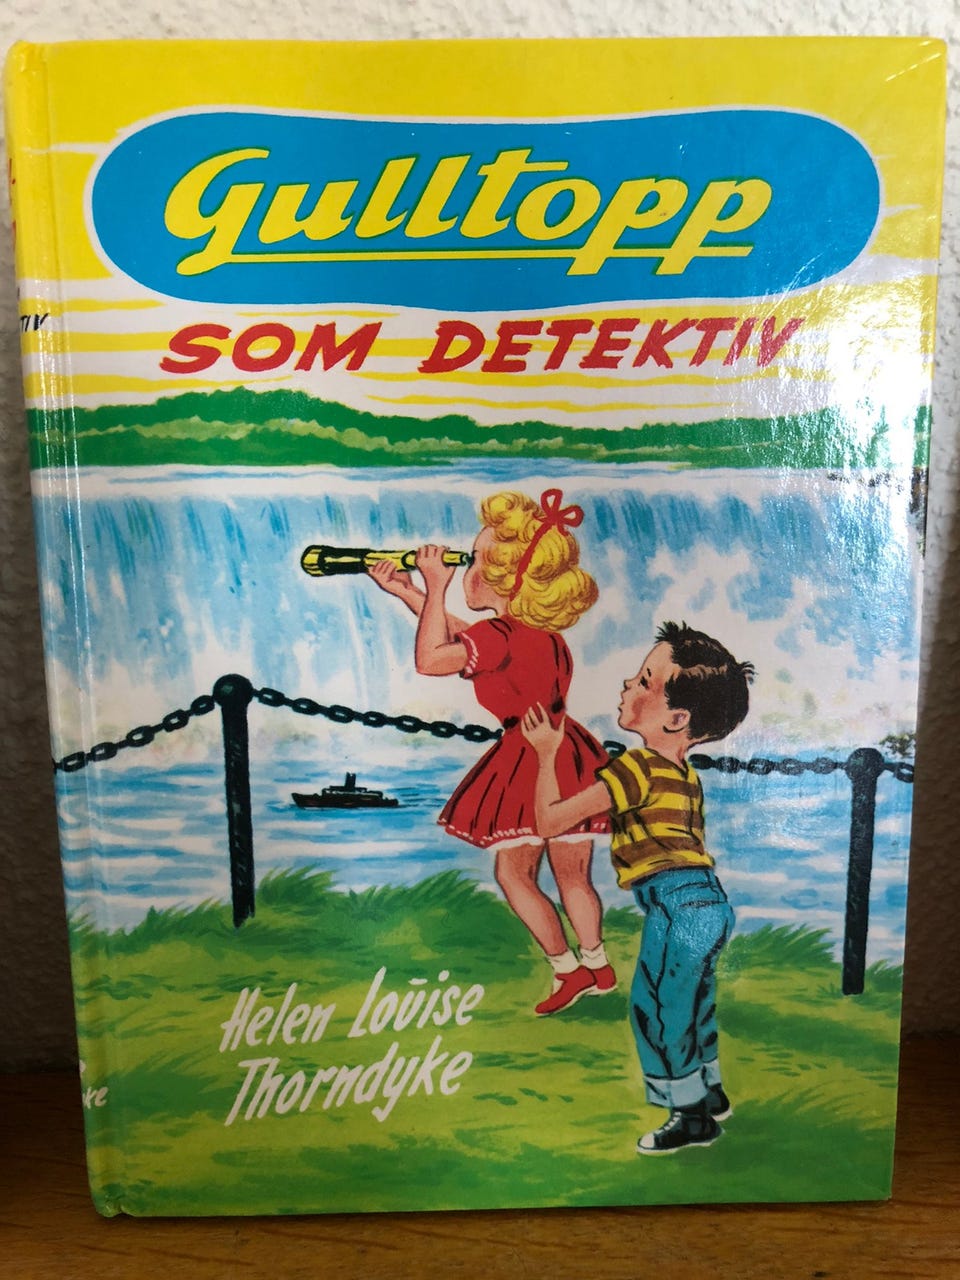 Gulltopp
SOM DETEKTIV
Helen Louise
Thorndyke